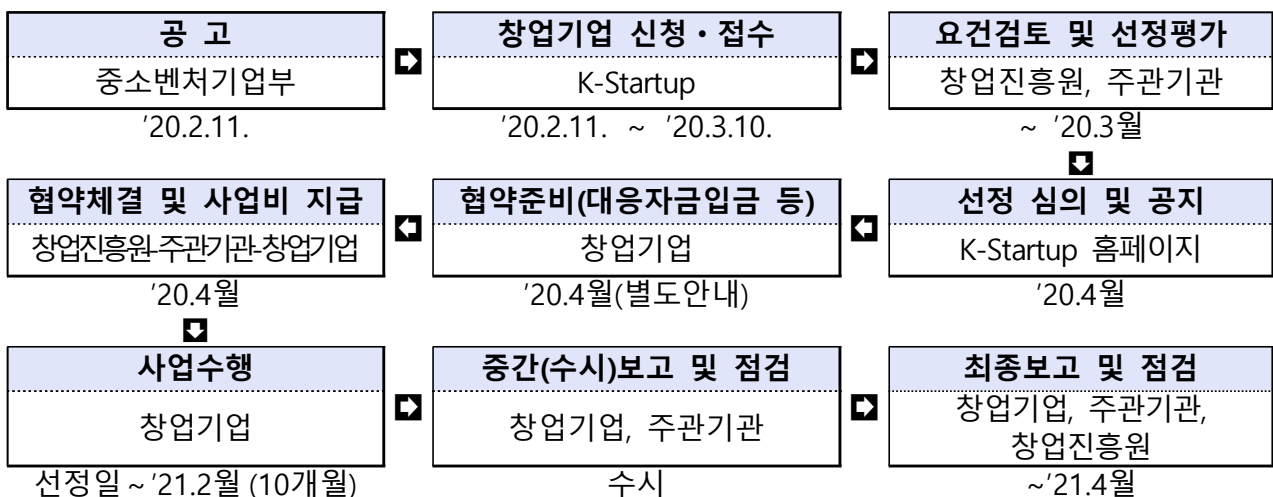 공 고
중소벤처기업부
'20.2.11.
창업기업 신청・접수
K-Startup
'20.2.11. ~ '20.3.10.
요건검토 및 선정평가
창업진흥원, 주관기관
~ '20.3월
선정 심의 및 공지
K-Startup 홈페이지
'20.4월
협약준비(대응자금입금 등)
창업기업
'20.4월(별도안내)
협약체결 및 사업비 지급
창업진흥원-주관기관-창업기업
'20.4월
사업수행
창업기업
선정일 ~ '21.2월 (10개월)
중간(수시)보고 및 점검
창업기업, 주관기관
수시
최종보고 및 점검
창업기업, 주관기관,
창업진흥원
~'21.4월